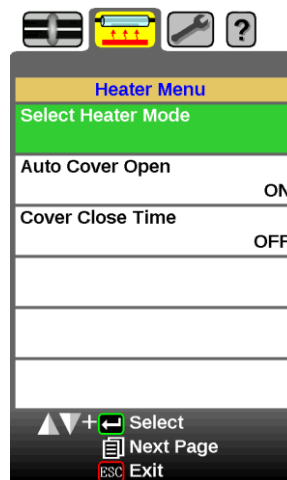 ?
Heater Menu
Select Heater Mode
Auto Cover Open
ON
Cover Close Time
OFF
+ Select
Next Page
ESC Exit